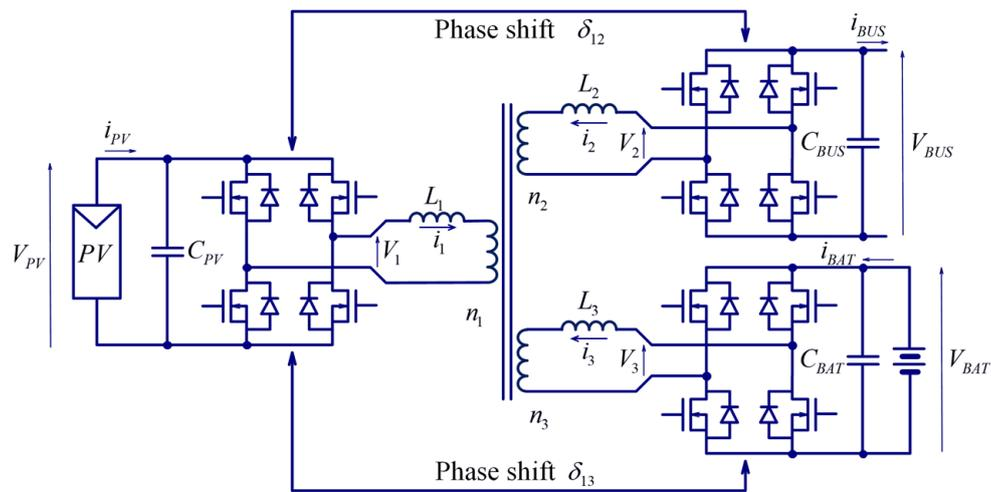 Phase shift δ12
iBUS
L2
i2
V2
n2
CBUS
VBUS
iPV
VPV
PV
CPV
L1
i1
V1
n1
iBAT
L3
i3
V3
n3
CBAT
VBAT
Phase shift δ13